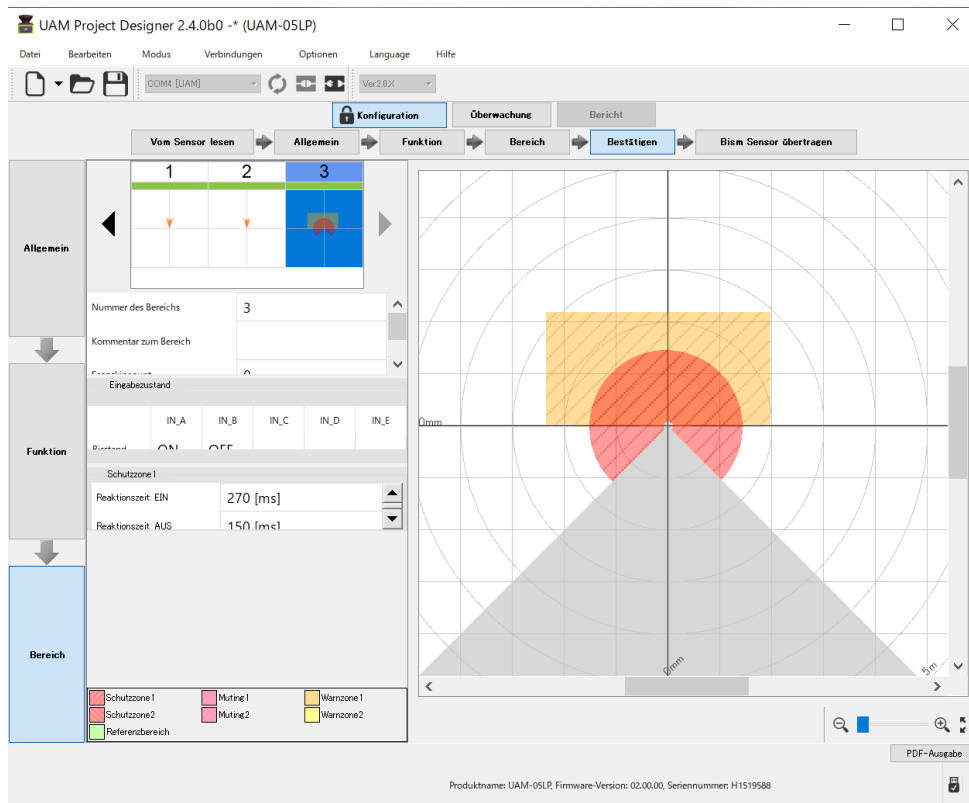 UAM Project Designer 2.4.0b0 -* (UAM-05LP)
Datei Bearbeiten Modus Verbindungen Optionen Language Hilfe
COM4 [UAM] Ver2.0X
Konfiguration Überwachung Bericht
Vom Sensor lesen Allgemein Funktion Bereich Bestätigen Bism Sensor übertragen
1 2 3
Allgemein
Nummer des Bereichs 3
Kommentar zum Bereich
0
Eingabezustand
IN_A IN_B IN_C IN_D IN_E
ON OFF
Funktion
Schutzzone1
Reaktionszeit: EIN 270 [ms]
Reaktionszeit: AUS 150 [ms]
Bereich
0mm
0mm
5m
Schutzzone1 Muting1 Warnzone1
Schutzzone2 Muting2 Warnzone2
Referenzbereich
PDF-Ausgabe
Produktname: UAM-05LP, Firmware-Version: 02.00.00, Seriennummer: H1519588